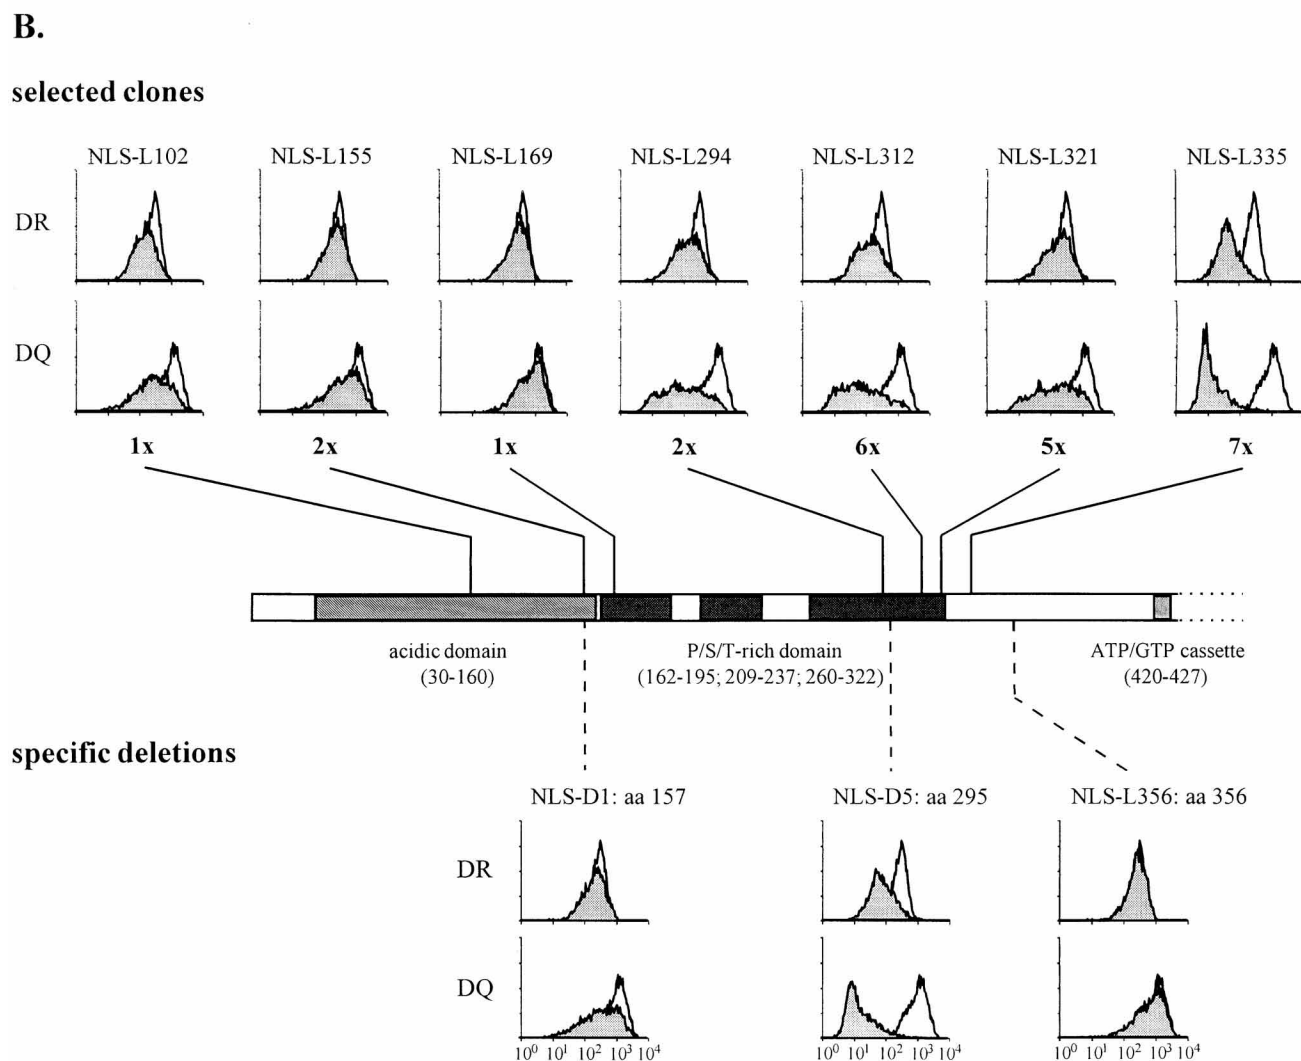 B.
selected clones
NLS-L102 NLS-L155 NLS-L169 NLS-L294 NLS-L312 NLS-L321 NLS-L335
DR
DQ
1x 2x 1x 2x 6x 5x 7x
acidic domain P/S/T-rich domain ATP/GTP cassette
(30-160) (162-195; 209-237; 260-322) (420-427)
specific deletions
NLS-D1: aa 157 NLS-D5: aa 295 NLS-L356: aa 356
DR
DQ
10⁰ 10¹ 10² 10³ 10⁴ 10⁰ 10¹ 10² 10³ 10⁴ 10⁰ 10¹ 10² 10³ 10⁴